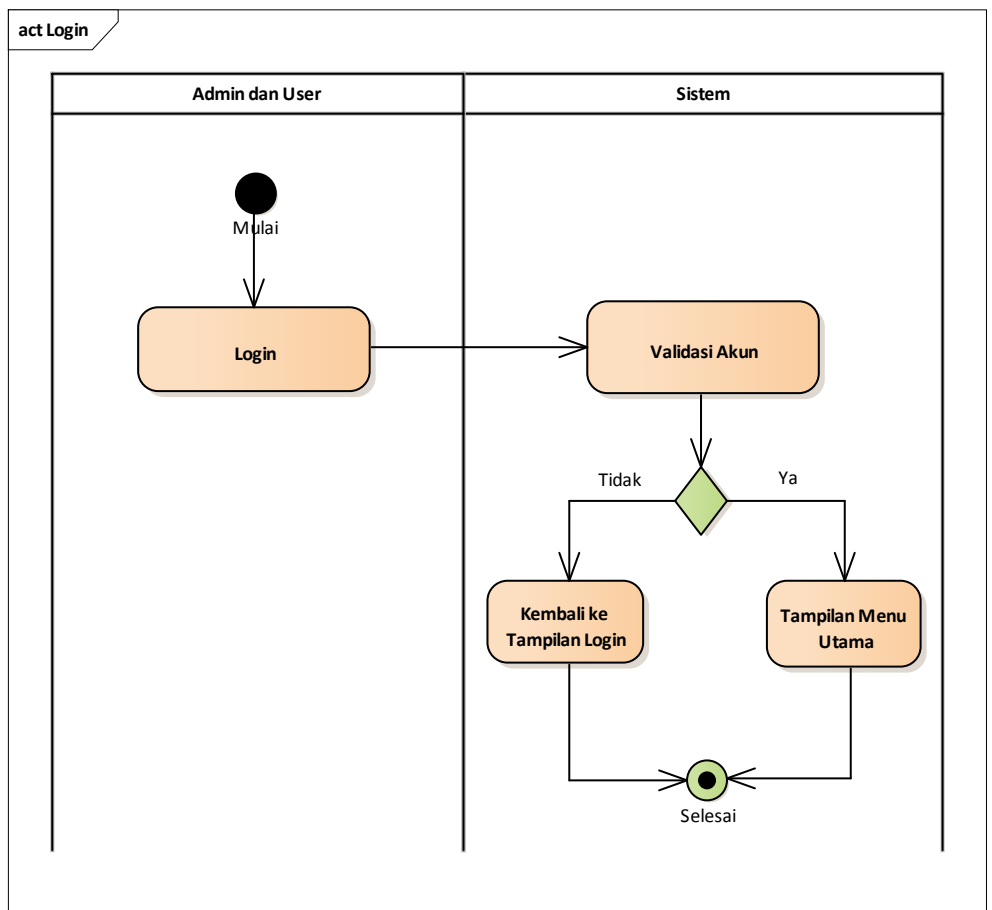 act Login
Admin dan User
Sistem
Mulai
Login
Validasi Akun
Tidak
Ya
Kembali ke
Tampilan Login
Tampilan Menu
Utama
Selesai